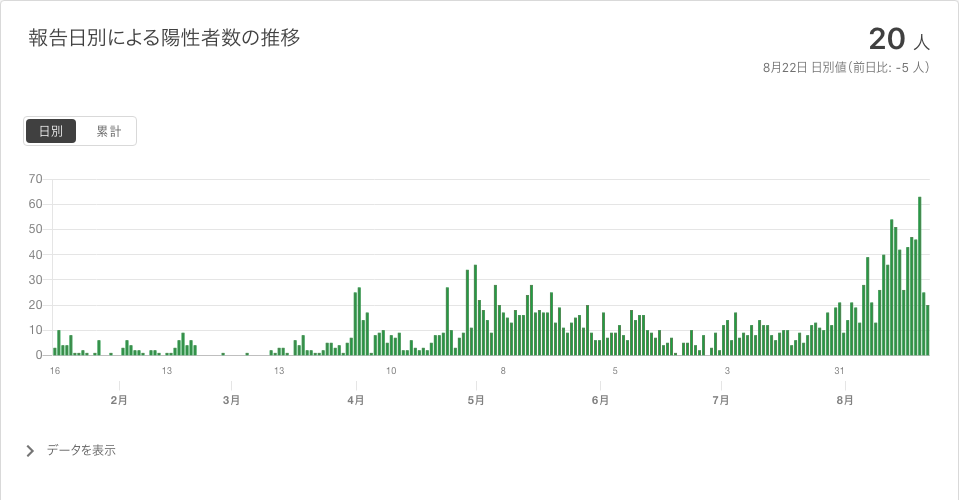 報告日別による陽性者数の推移
20 人
8月22日 日別値（前日比: -5 人）
日別 累計
70
60
50
40
30
20
10
0
16 13 13 10 8 5 3 31
2月 3月 4月 5月 6月 7月 8月
データを表示